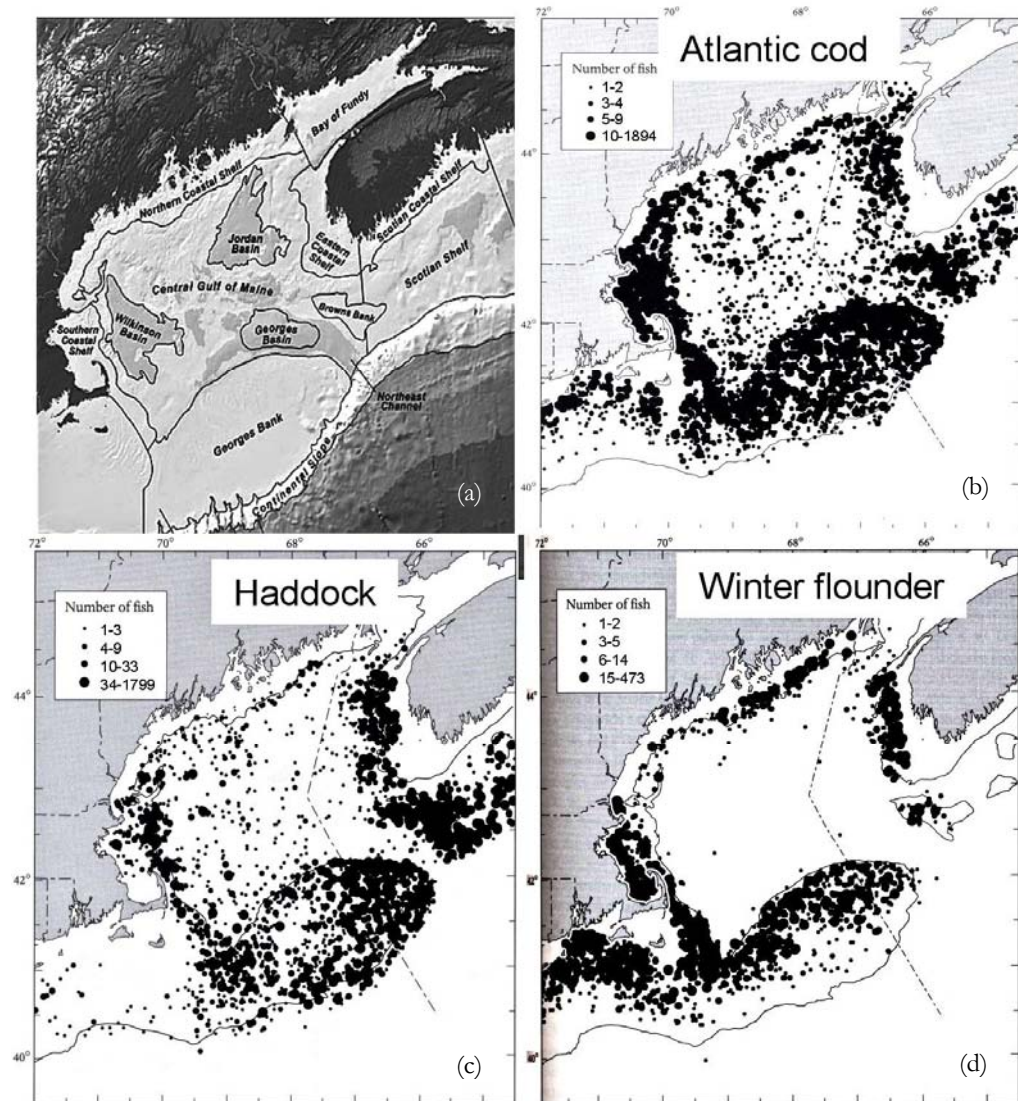 Bay of Fundy
Northern Coastal Shelf
Scotian Coastal Shelf
Jordan
Basin
Eastern
Coastal
Shelf
Scotian Shelf
Central Gulf of Maine
Browns Bank
Wilkinson
Basin
Georges
Basin
Southern
Coastal
Shelf
Northeast
Channel
Georges Bank
Continental Slope
(a)
72° 70 68 66
Atlantic cod
Number of fish
1-2
3-4
5-9
10-1894
44°
42°
40°
(b)
72° 70 68 66
Haddock
Number of fish
1-3
4-9
10-33
34-1799
44°
42°
40°
(c)
72° 70 68 66
Winter flounder
Number of fish
1-2
3-5
6-14
15-473
40°
(d)